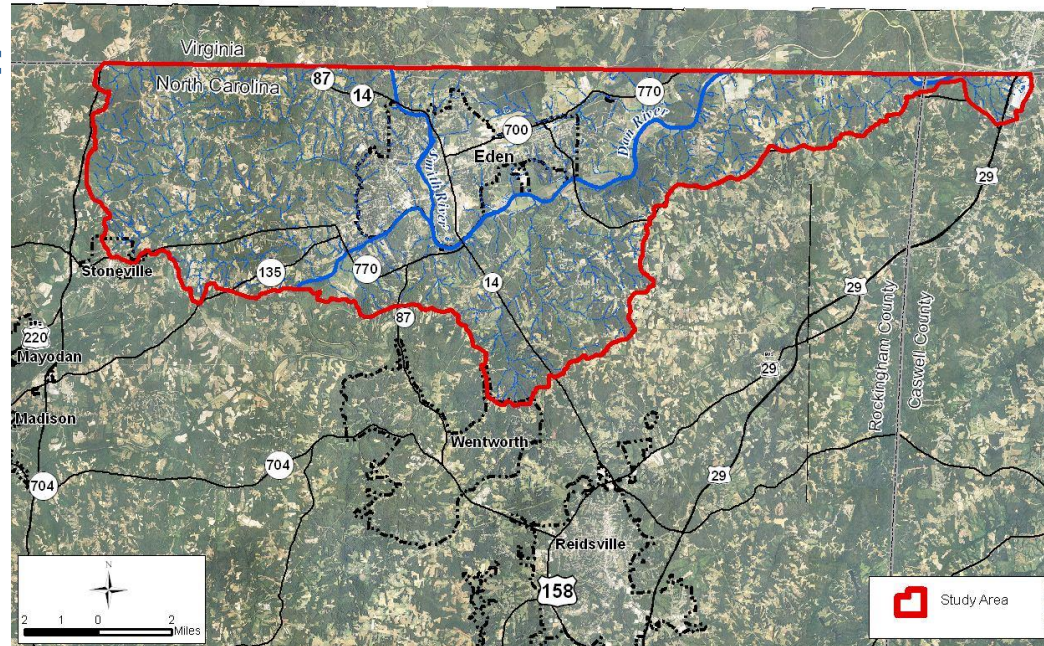 Virginia
North Carolina
87
14
770
700
Eden
Dan River
Smith River
29
Stoneville
135
770
14
87
29
220
Mayodan
29
Rockingham County
Caswell County
Madison
Wentworth
704
704
29
Reidsville
158
N
2 1 0 2
Miles
Study Area